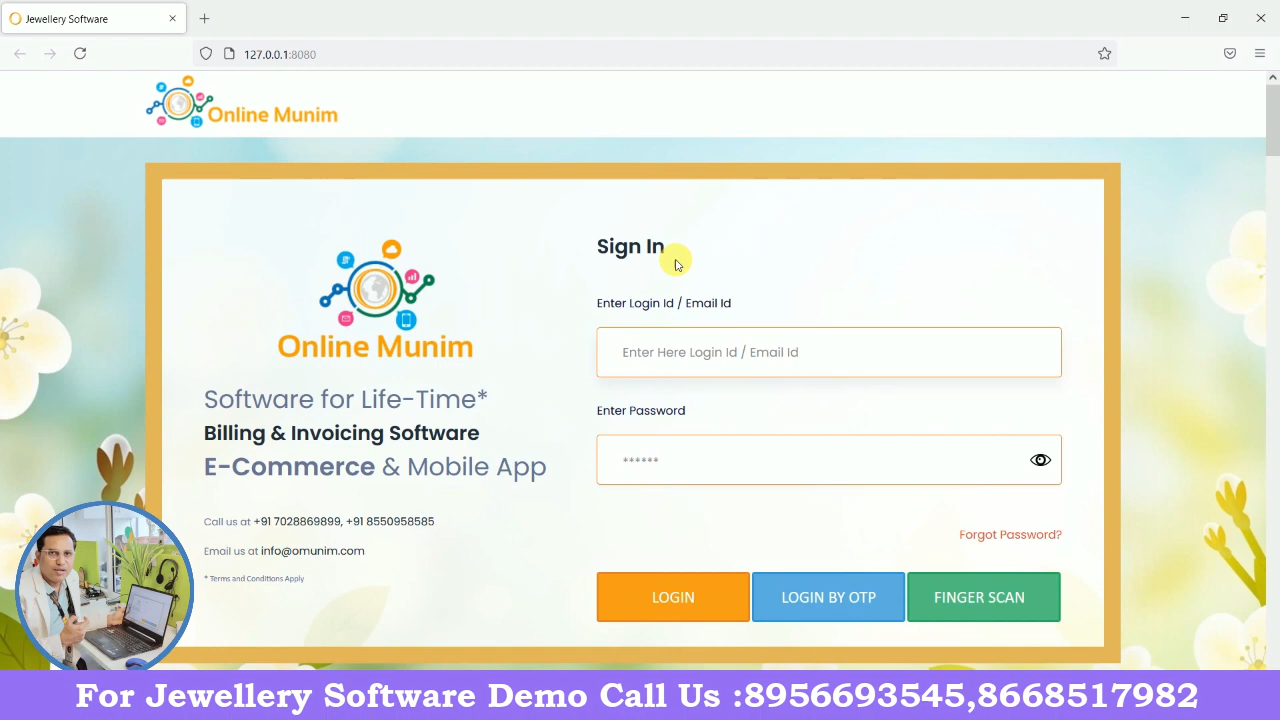 Jewellery Software
127.0.0.1:8080
Online Munim
Sign In
Enter Login Id / Email Id
Enter Here Login Id / Email Id
Enter Password
******
Forgot Password?
LOGIN
LOGIN BY OTP
FINGER SCAN
Online Munim
Software for Life-Time*
Billing & Invoicing Software
E-Commerce & Mobile App
Call us at +91 7028869899, +91 8550958585
Email us at info@omunim.com
* Terms and Conditions Apply
For Jewellery Software Demo Call Us :8956693545,8668517982